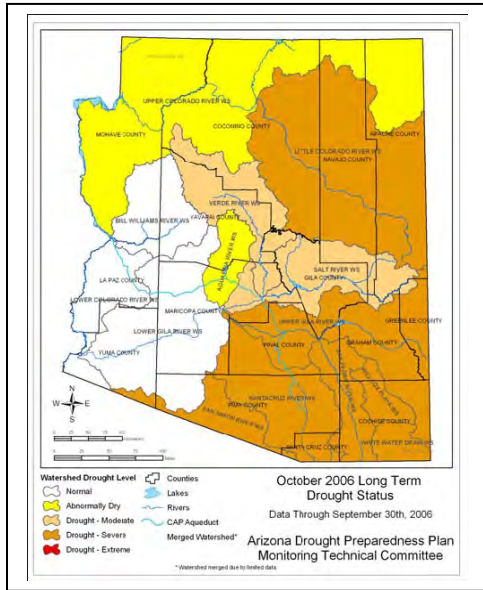 UPPER COLORADO RIVER WS
MOHAVE COUNTY
COCONINO COUNTY
APACHE COUNTY
LITTLE COLORADO RIVER WS
NAVAJO COUNTY
VERDE RIVER WS
BILL WILLIAMS RIVER WS
YAVAPAI COUNTY
AGUA FRIA RIVER WS
SALT RIVER WS
GILA COUNTY
LA PAZ COUNTY
LOWER COLORADO RIVER WS
MARICOPA COUNTY
GREENLEE COUNTY
LOWER GILA RIVER WS
UPPER GILA RIVER WS
GRAHAM COUNTY
PINAL COUNTY
YUMA COUNTY
SANTA CRUZ RIVER WS
PIMA COUNTY
COCHISE COUNTY
SANTA CRUZ COUNTY
WHITE WATER DRAW WS
N
W E
S
Watershed Drought Level
Normal
Abnormally Dry
Drought - Moderate
Drought - Severe
Drought - Extreme
Counties
Lakes
Rivers
CAP Aqueduct
Merged Watershed*
October 2006 Long Term
Drought Status
Data Through September 30th, 2006
Arizona Drought Preparedness Plan
Monitoring Technical Committee
* Watershed merged due to limited data